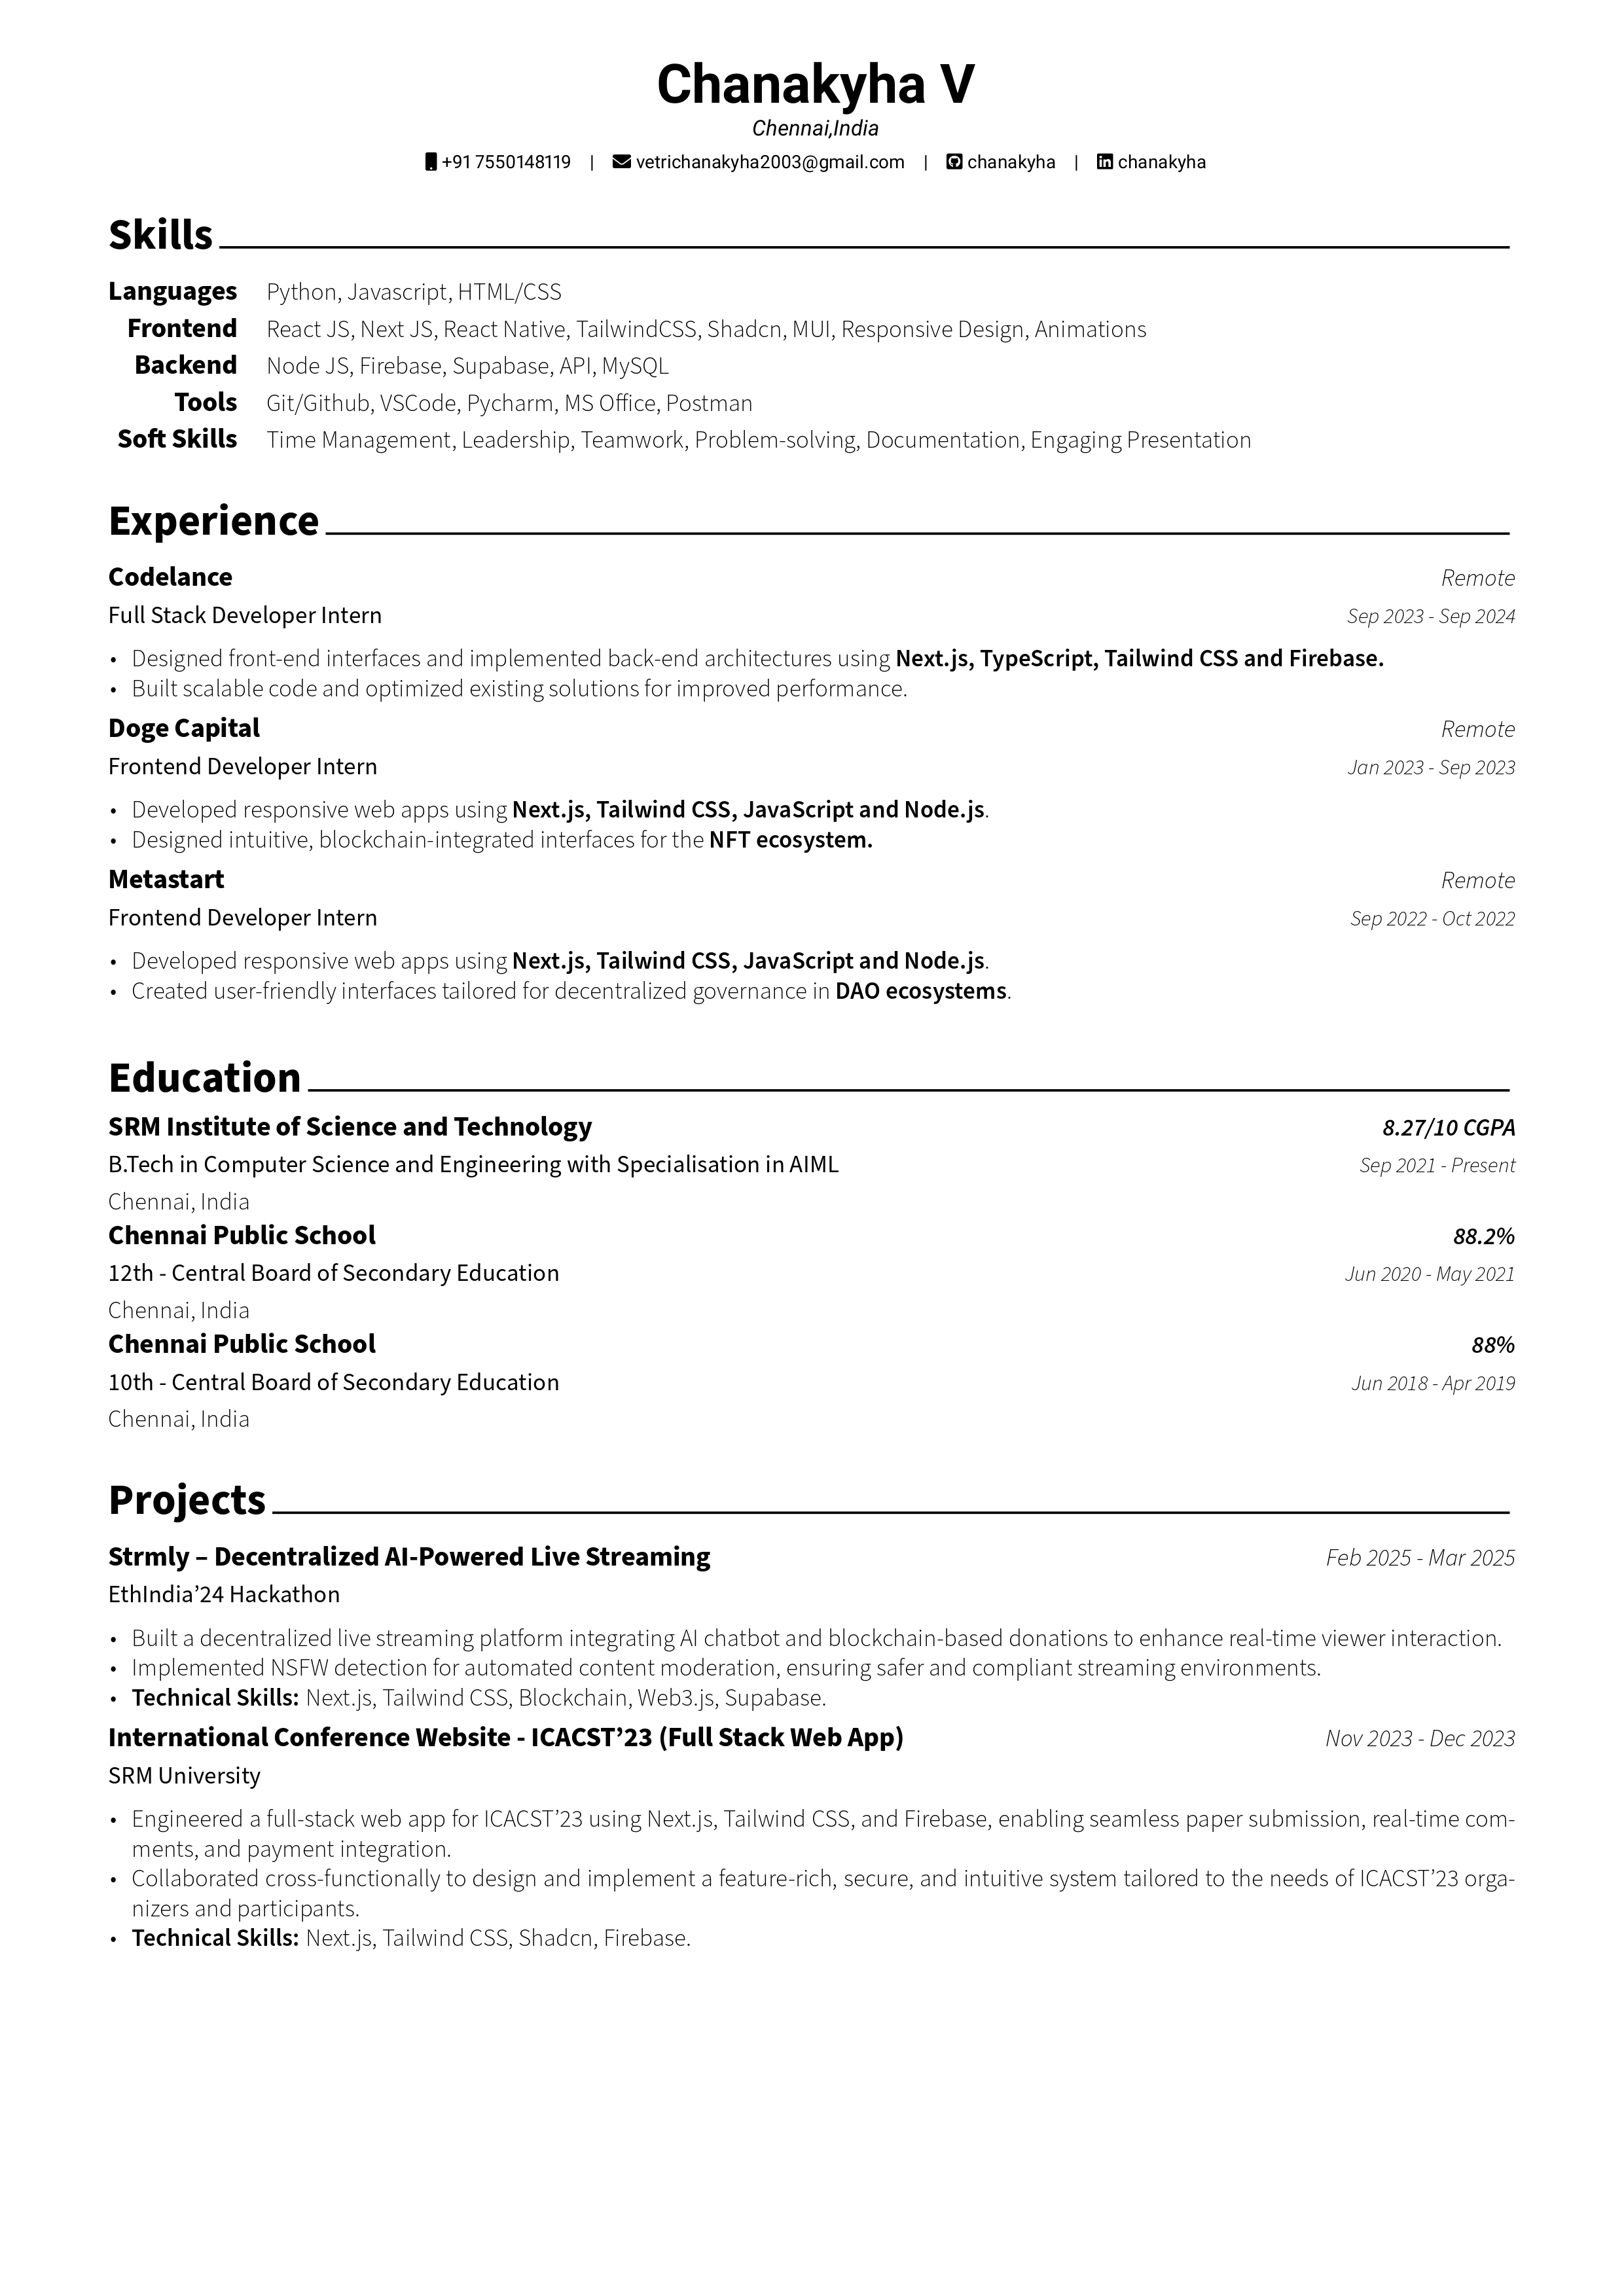 Chanakyha V
Chennai,India
+91 7550148119 | vetrichanakyha2003@gmail.com | chanakyha | chanakyha
Skills
Languages Python, Javascript, HTML/CSS
Frontend React JS, Next JS, React Native, TailwindCSS, Shadcn, MUI, Responsive Design, Animations
Backend Node JS, Firebase, Supabase, API, MySQL
Tools Git/Github, VSCode, Pycharm, MS Office, Postman
Soft Skills Time Management, Leadership, Teamwork, Problem-solving, Documentation, Engaging Presentation
Experience
Codelance Remote
Full Stack Developer Intern Sep 2023 - Sep 2024
• Designed front-end interfaces and implemented back-end architectures using Next.js, TypeScript, Tailwind CSS and Firebase.
• Built scalable code and optimized existing solutions for improved performance.
Doge Capital Remote
Frontend Developer Intern Jan 2023 - Sep 2023
• Developed responsive web apps using Next.js, Tailwind CSS, JavaScript and Node.js.
• Designed intuitive, blockchain-integrated interfaces for the NFT ecosystem.
Metastart Remote
Frontend Developer Intern Sep 2022 - Oct 2022
• Developed responsive web apps using Next.js, Tailwind CSS, JavaScript and Node.js.
• Created user-friendly interfaces tailored for decentralized governance in DAO ecosystems.
Education
SRM Institute of Science and Technology 8.27/10 CGPA
B.Tech in Computer Science and Engineering with Specialisation in AIML Sep 2021 - Present
Chennai, India
Chennai Public School 88.2%
12th - Central Board of Secondary Education Jun 2020 - May 2021
Chennai, India
Chennai Public School 88%
10th - Central Board of Secondary Education Jun 2018 - Apr 2019
Chennai, India
Projects
Strmly – Decentralized AI-Powered Live Streaming Feb 2025 - Mar 2025
EthIndia’24 Hackathon
• Built a decentralized live streaming platform integrating AI chatbot and blockchain-based donations to enhance real-time viewer interaction.
• Implemented NSFW detection for automated content moderation, ensuring safer and compliant streaming environments.
• Technical Skills: Next.js, Tailwind CSS, Blockchain, Web3.js, Supabase.
International Conference Website - ICACST’23 (Full Stack Web App) Nov 2023 - Dec 2023
SRM University
• Engineered a full-stack web app for ICACST’23 using Next.js, Tailwind CSS, and Firebase, enabling seamless paper submission, real-time com-
ments, and payment integration.
• Collaborated cross-functionally to design and implement a feature-rich, secure, and intuitive system tailored to the needs of ICACST’23 orga-
nizers and participants.
• Technical Skills: Next.js, Tailwind CSS, Shadcn, Firebase.